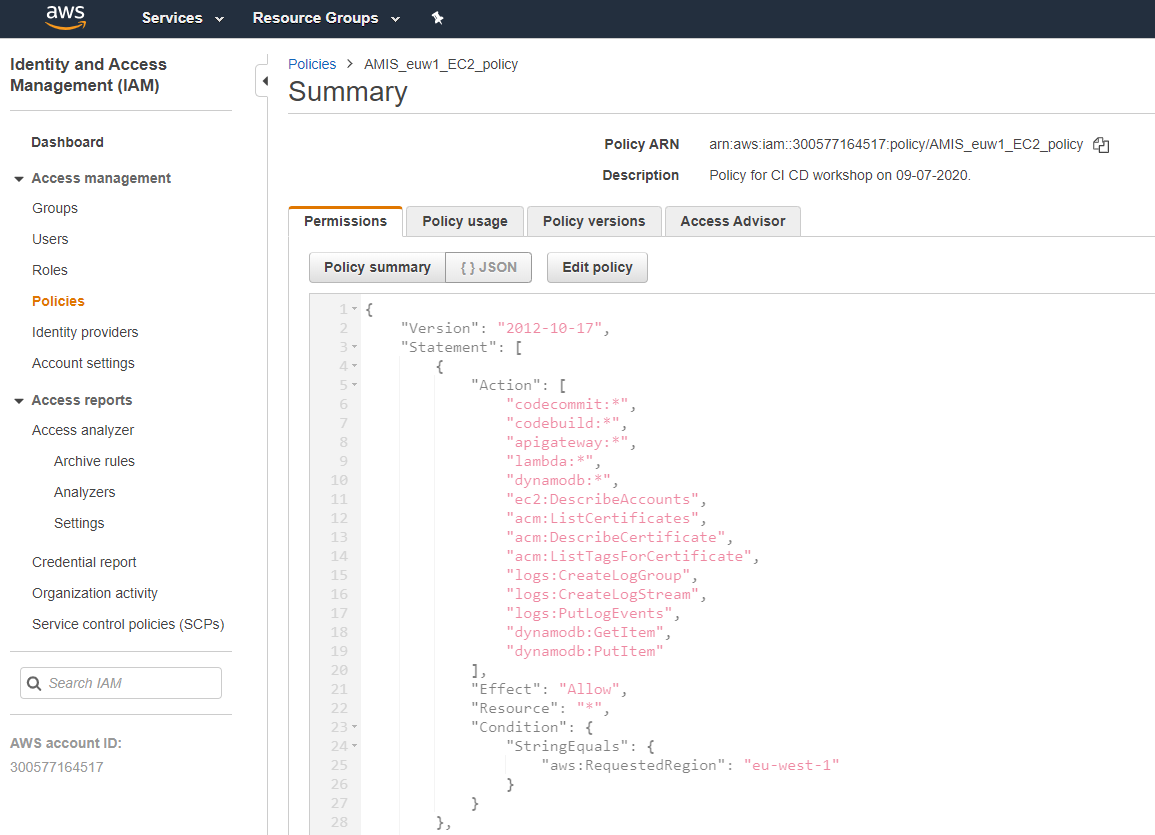 aws
Services
Resource Groups
Identity and Access
Management (IAM)
Dashboard
Access management
Groups
Users
Roles
Policies
Identity providers
Account settings
Access reports
Access analyzer
Archive rules
Analyzers
Settings
Credential report
Organization activity
Service control policies (SCPs)
Search IAM
AWS account ID:
300577164517
Policies > AMIS_euw1_EC2_policy
Summary
Policy ARN arn:aws:iam::300577164517:policy/AMIS_euw1_EC2_policy
Description Policy for CI CD workshop on 09-07-2020.
Permissions Policy usage Policy versions Access Advisor
Policy summary { } JSON Edit policy
1 {
2 "Version": "2012-10-17",
3 "Statement": [
4 {
5 "Action": [
6 "codecommit:*",
7 "codebuild:*",
8 "apigateway:*",
9 "lambda:*",
10 "dynamodb:*",
11 "ec2:DescribeAccounts",
12 "acm:ListCertificates",
13 "acm:DescribeCertificate",
14 "acm:ListTagsForCertificate",
15 "logs:CreateLogGroup",
16 "logs:CreateLogStream",
17 "logs:PutLogEvents",
18 "dynamodb:GetItem",
19 "dynamodb:PutItem"
20 ],
21 "Effect": "Allow",
22 "Resource": "*",
23 "Condition": {
24 "StringEquals": {
25 "aws:RequestedRegion": "eu-west-1"
26 }
27 }
28 },